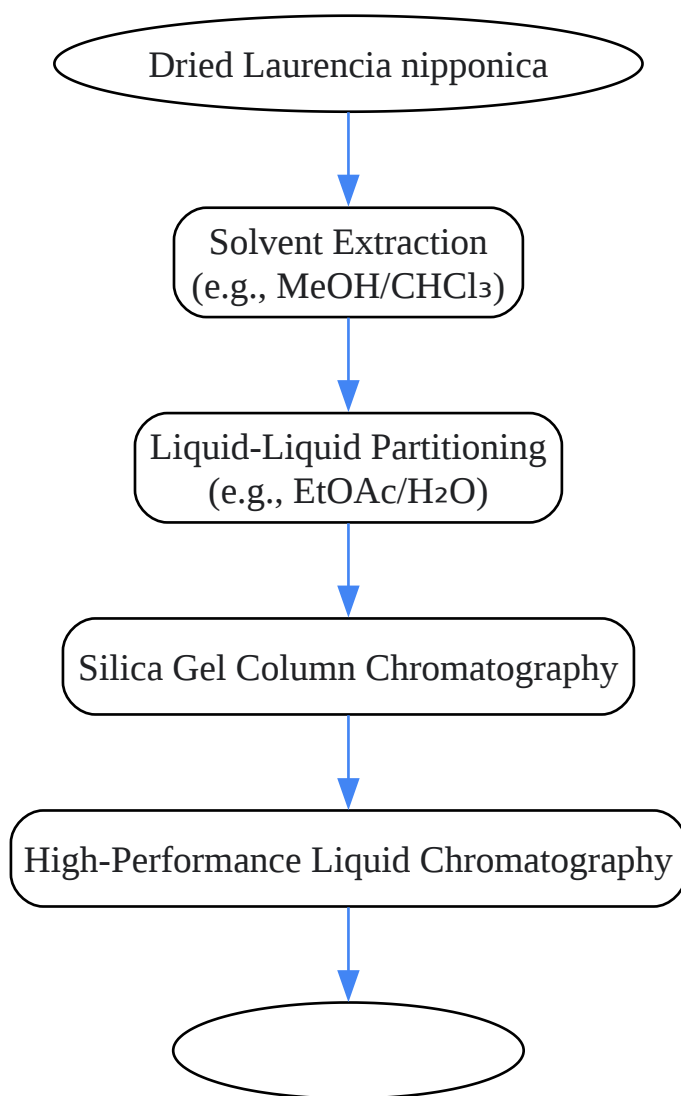 Dried Laurencia nipponica
Solvent Extraction
(e.g., MeOH/CHCl₃)
Liquid-Liquid Partitioning
(e.g., EtOAc/H₂O)
Silica Gel Column Chromatography
High-Performance Liquid Chromatography